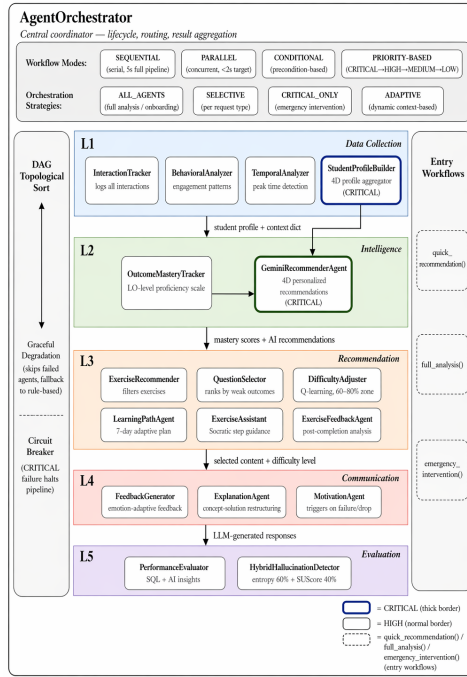 AgentOrchestrator
Central coordinator — lifecycle, routing, result aggregation
Workflow Modes:
SEQUENTIAL
(serial, 5s full pipeline)
PARALLEL
(concurrent, <2s target)
CONDITIONAL
(precondition-based)
PRIORITY-BASED
(CRITICAL→HIGH→MEDIUM→LOW)
Orchestration
Strategies:
ALL_AGENTS
(full analysis / onboarding)
SELECTIVE
(per request type)
CRITICAL_ONLY
(emergency intervention)
ADAPTIVE
(dynamic context-based)
DAG
Topological
Sort
Graceful
Degradation
(skips failed
agents, fallback
to rule-based)
Circuit
Breaker
(CRITICAL
failure halts
pipeline)
L1
Data Collection
InteractionTracker
logs all interactions
BehavioralAnalyzer
engagement patterns
TemporalAnalyzer
peak time detection
StudentProfileBuilder
4D profile aggregator
(CRITICAL)
student profile + context dict
L2
Intelligence
OutcomeMasteryTracker
LO-level proficiency scale
GeminiRecommenderAgent
4D personalized
recommendations
(CRITICAL)
mastery scores + AI recommendations
L3
Recommendation
ExerciseRecommender
filters exercises
QuestionSelector
ranks by weak outcomes
DifficultyAdjuster
Q-learning, 60–80% zone
LearningPathAgent
7-day adaptive plan
ExerciseAssistant
Socratic step guidance
ExerciseFeedbackAgent
post-completion analysis
selected content + difficulty level
L4
Communication
FeedbackGenerator
emotion-adaptive feedback
ExplanationAgent
concept-solution restructuring
MotivationAgent
triggers on failure/drop
LLM-generated responses
L5
Evaluation
PerformanceEvaluator
SQL + AI insights
HybridHallucinationDetector
entropy 60% + SUScore 40%
Entry
Workflows
quick_
recommendation()
full_analysis()
emergency_
intervention()
= CRITICAL (thick border)
= HIGH (normal border)
= quick_recommendation() /
full_analysis() /
emergency_intervention()
(entry workflows)